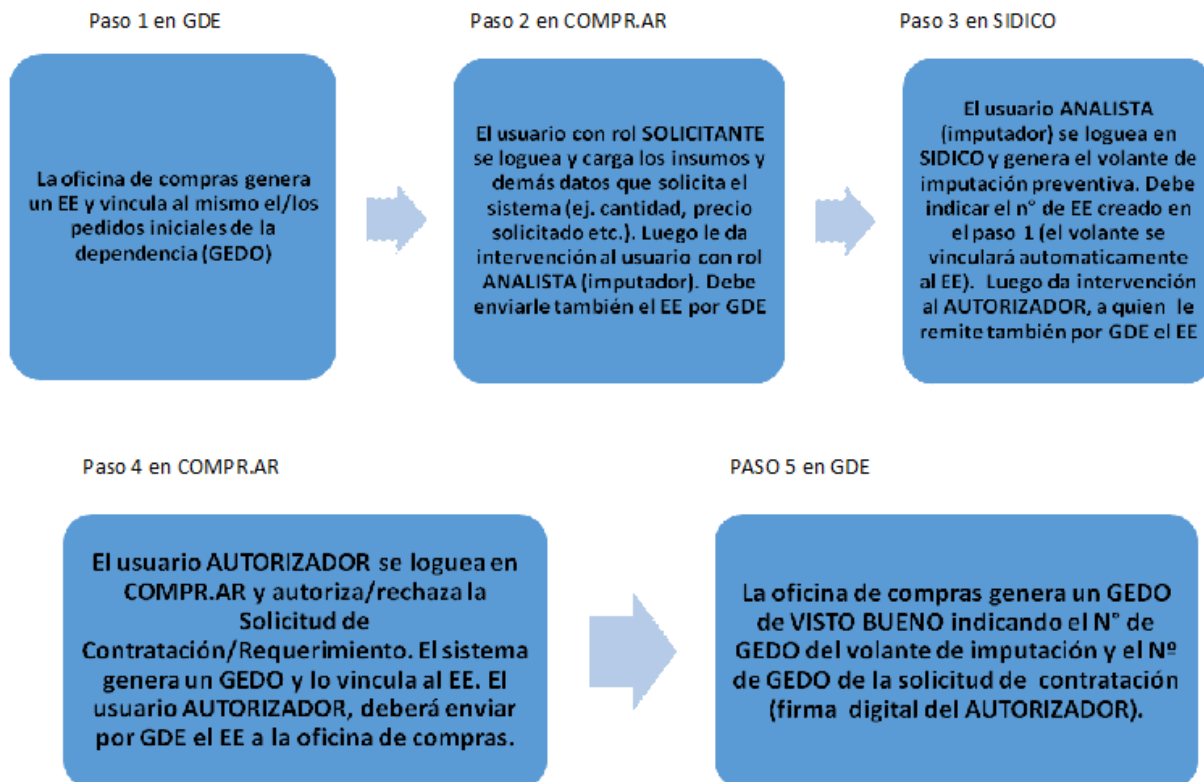 Paso 1 en GDE
Paso 2 en COMPR.AR
Paso 3 en SIDICO
La oficina de compras genera
un EE y vincula al mismo el/los
pedidos iniciales de la
dependencia (GEDO)
El usuario con rol SOLICITANTE
se loguea y carga los insumos y
demás datos que solicita el
sistema (ej. cantidad, precio
solicitado etc.). Luego le da
intervención al usuario con rol
ANALISTA (imputador). Debe
enviarle también el EE por GDE
El usuario ANALISTA
(imputador) se loguea en
SIDICO y genera el volante de
imputación preventiva. Debe
indicar el n° de EE creado en
el paso 1 (el volante se
vinculará automaticamente
al EE). Luego da intervención
al AUTORIZADOR, a quien le
remite también por GDE el EE
Paso 4 en COMPR.AR
PASO 5 en GDE
El usuario AUTORIZADOR se loguea en
COMPR.AR y autoriza/rechaza la
Solicitud de
Contratación/Requerimiento. El sistema
genera un GEDO y lo vincula al EE. El
usuario AUTORIZADOR, deberá enviar
por GDE el EE a la oficina de compras.
La oficina de compras genera un GEDO
de VISTO BUENO indicando el N° de
GEDO del volante de imputación y el Nº
de GEDO de la solicitud de contratación
(firma digital del AUTORIZADOR).